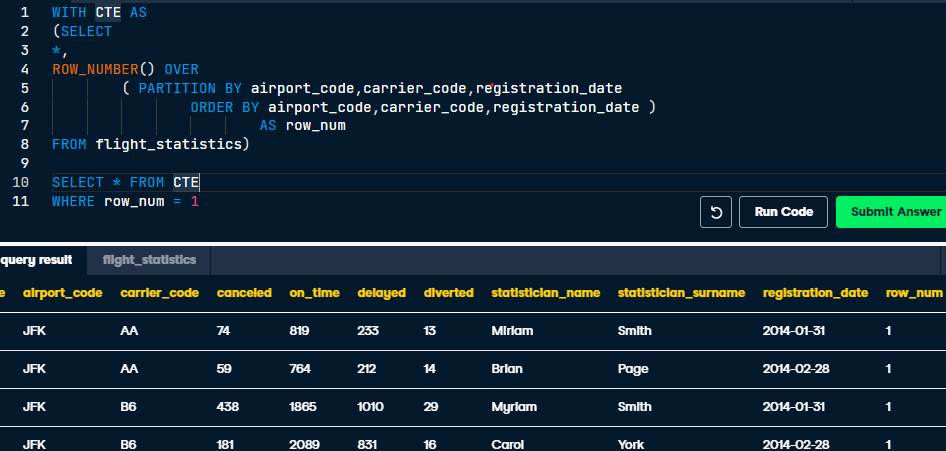 1 WITH CTE AS
2 (SELECT
3 *,
4 ROW_NUMBER() OVER
5 ( PARTITION BY airport_code,carrier_code,registration_date
6 ORDER BY airport_code,carrier_code,registration_date )
7 AS row_num
8 FROM flight_statistics)
9
10 SELECT * FROM CTE
11 WHERE row_num = 1
Run Code Submit Answer
query result flight_statistics
e airport_code carrier_code canceled on_time delayed diverted statistician_name statistician_surname registration_date row_num
JFK AA 74 819 233 13 Miriam Smith 2014-01-31 1
JFK AA 59 764 212 14 Brian Page 2014-02-28 1
JFK B6 438 1865 1010 29 Myriam Smith 2014-01-31 1
JFK B6 181 2089 831 16 Carol York 2014-02-28 1